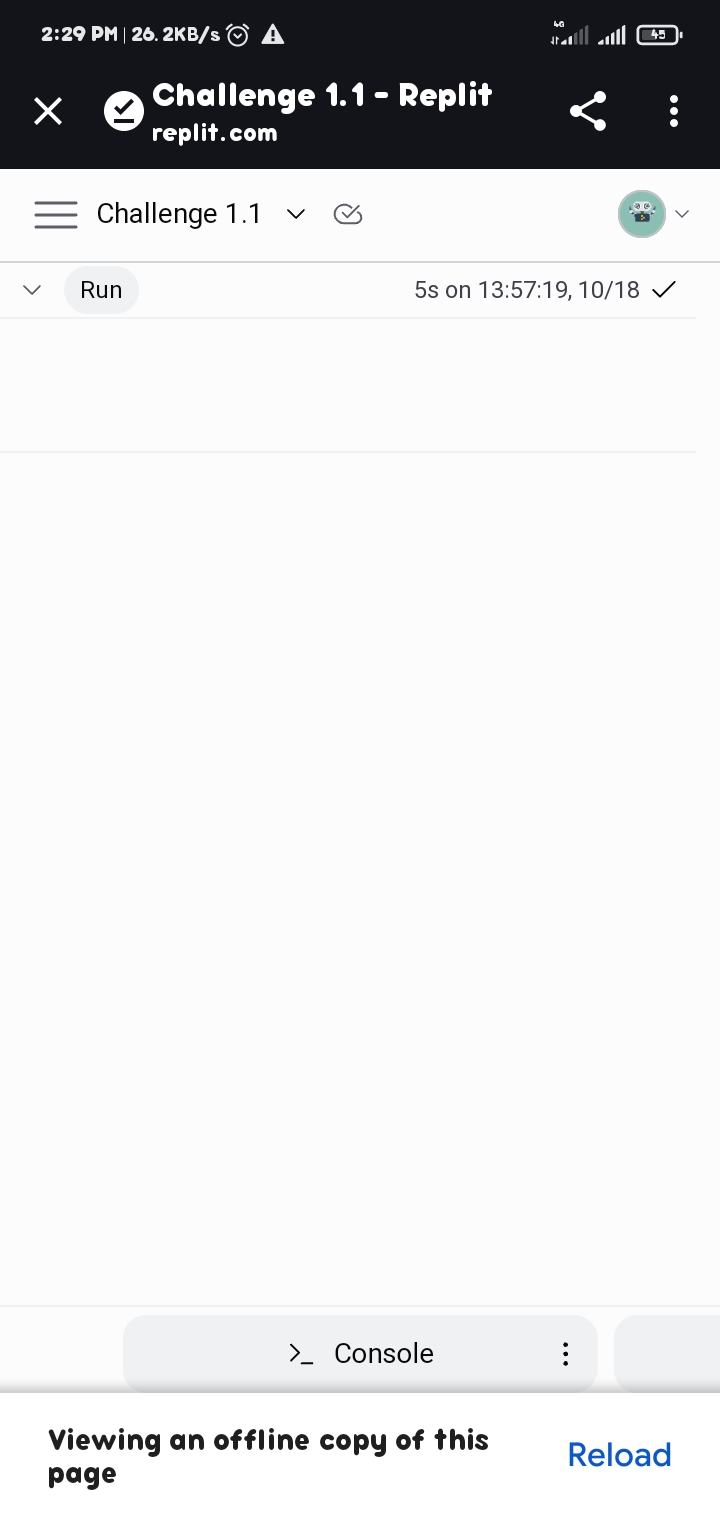 2:29 PM | 26.2KB/s
4G
45
Challenge 1.1 - Replit
replit.com
Challenge 1.1
Run
5s on 13:57:19, 10/18
>_ Console
Viewing an offline copy of this
page
Reload